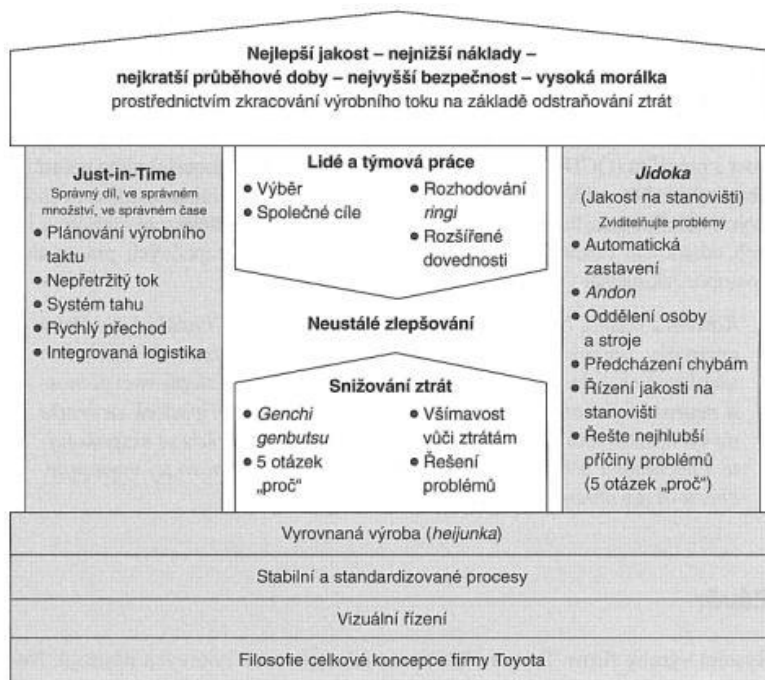 Nejlepší jakost – nejnižší náklady –
nejkratší průběhové doby – nejvyšší bezpečnost – vysoká morálka
prostřednictvím zkracování výrobního toku na základě odstraňování ztrát
Just-in-Time
Správný díl, ve správném
množství, ve správném čase
• Plánování výrobního
taktu
• Nepřetržitý tok
• Systém tahu
• Rychlý přechod
• Integrovaná logistika
Lidé a týmová práce
• Výběr
• Společné cíle
• Rozhodování
ringi
• Rozšířené
dovednosti
Neustálé zlepšování
Snižování ztrát
• Genchi
genbutsu
• 5 otázek
„proč“
• Všímavost
vůči ztrátám
• Řešení
problémů
Jidoka
(Jakost na stanovišti)
Zviditelňujte problémy
• Automatická
zastavení
• Andon
• Oddělení osoby
a stroje
• Předcházení chybám
• Řízení jakosti na
stanovišti
• Řešte nejhlubší
příčiny problémů
(5 otázek „proč“)
Vyrovnaná výroba (heijunka)
Stabilní a standardizované procesy
Vizuální řízení
Filosofie celkové koncepce firmy Toyota